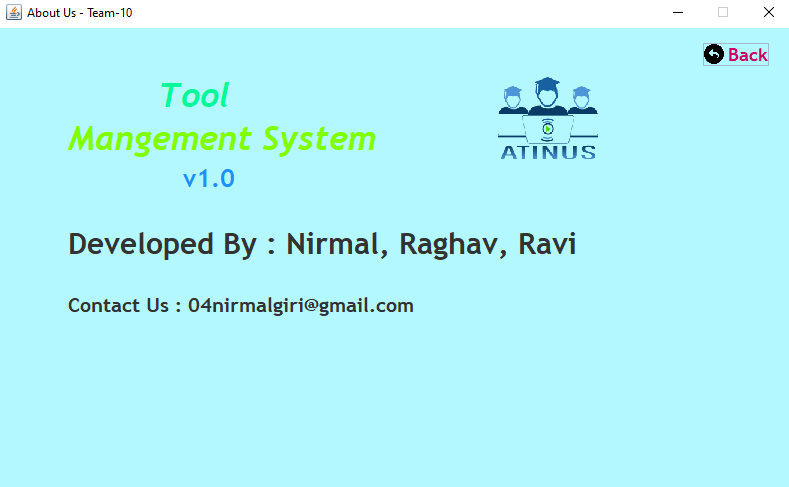 About Us - Team-10
Back
Tool
Mangement System
v1.0
ATINUS
Developed By : Nirmal, Raghav, Ravi
Contact Us : 04nirmalgiri@gmail.com